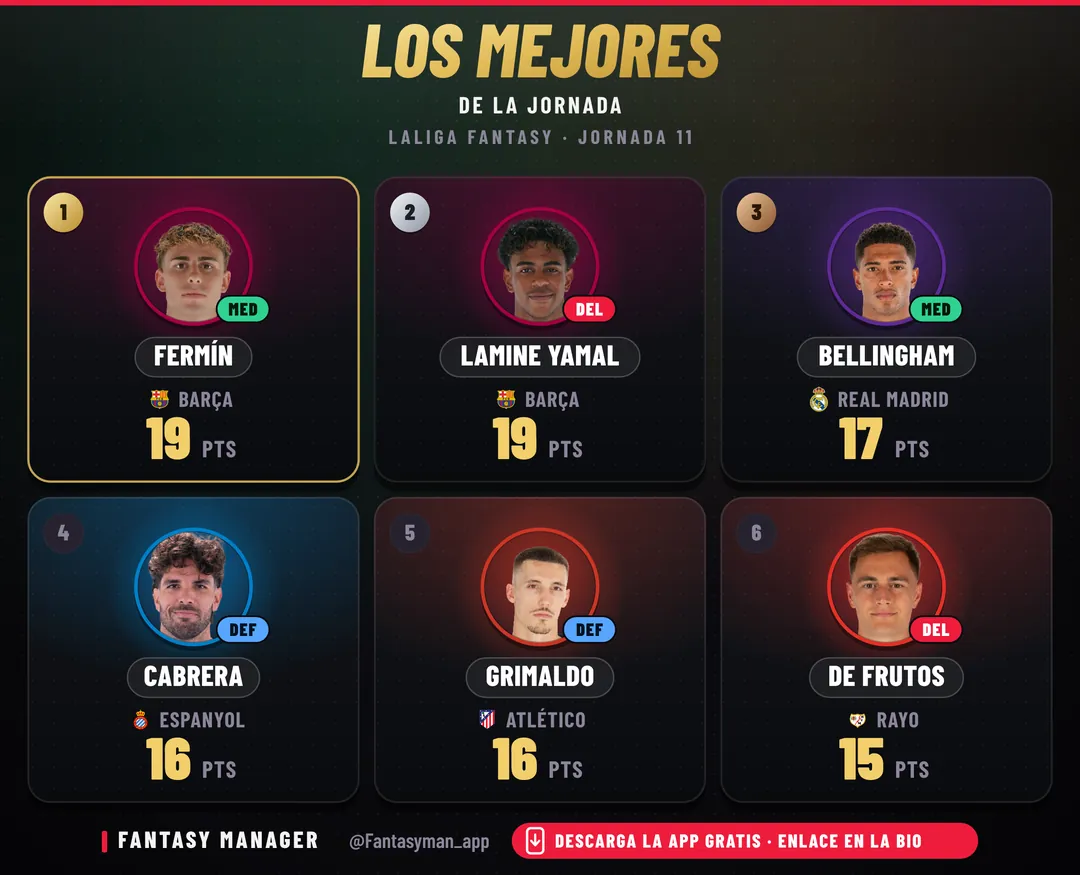 LOS MEJORES
DE LA JORNADA
LALIGA FANTASY · JORNADA 11
1
MED
FERMÍN
BARÇA
19 PTS
2
DEL
LAMINE YAMAL
BARÇA
19 PTS
3
MED
BELLINGHAM
REAL MADRID
17 PTS
4
DEF
CABRERA
ESPANYOL
16 PTS
5
DEF
GRIMALDO
ATLÉTICO
16 PTS
6
DEL
DE FRUTOS
RAYO
15 PTS
FANTASY MANAGER @Fantasyman_app DESCARGA LA APP GRATIS · ENLACE EN LA BIO